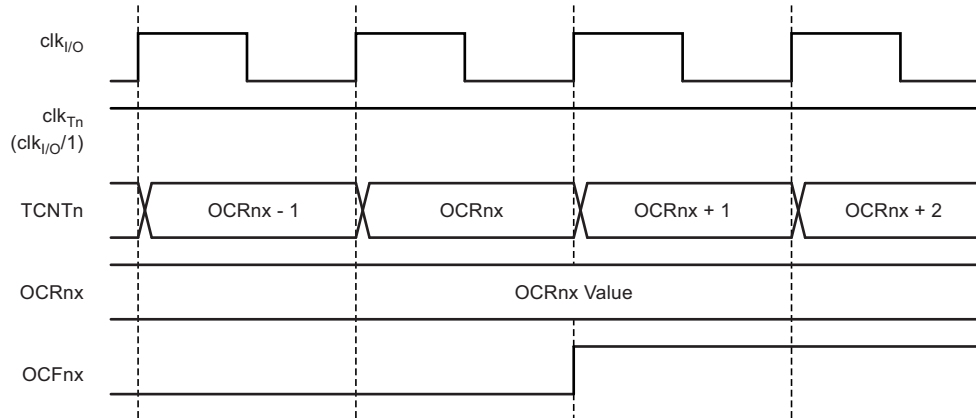 clkI/O
clkTn
(clkI/O/1)
TCNTn OCRnx - 1 OCRnx OCRnx + 1 OCRnx + 2
OCRnx OCRnx Value
OCFnx